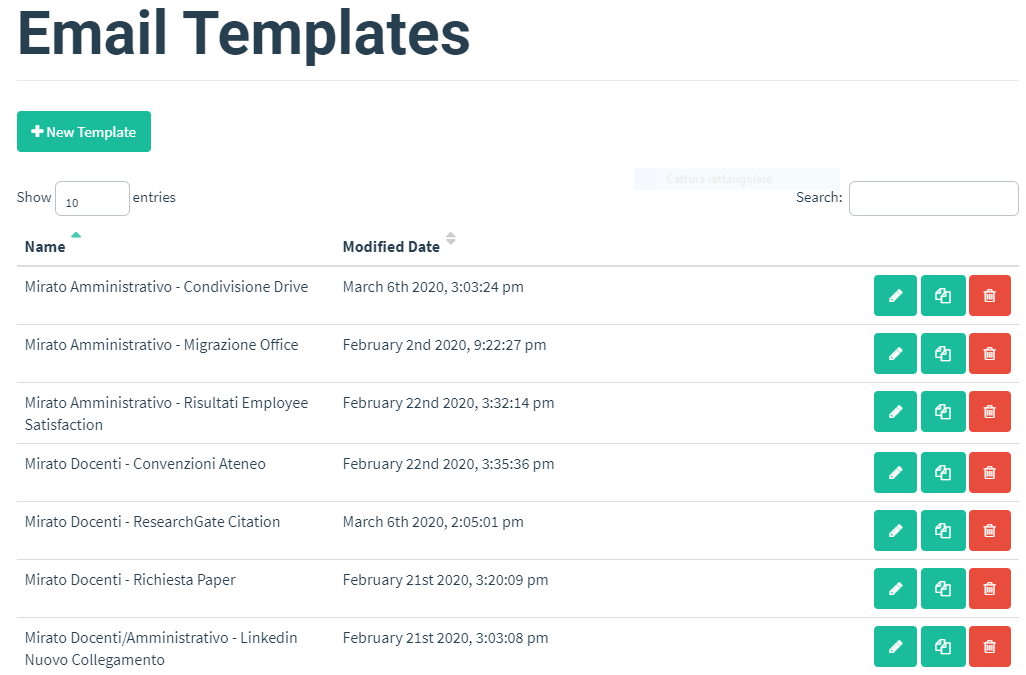 Email Templates
New Template
Cattura rettangolare
Show 10 entries
Search:
Name Modified Date
Mirato Amministrativo - Condivisione Drive March 6th 2020, 3:03:24 pm
Mirato Amministrativo - Migrazione Office February 2nd 2020, 9:22:27 pm
Mirato Amministrativo - Risultati Employee February 22nd 2020, 3:32:14 pm
Satisfaction
Mirato Docenti - Convenzioni Ateneo February 22nd 2020, 3:35:36 pm
Mirato Docenti - ResearchGate Citation March 6th 2020, 2:05:01 pm
Mirato Docenti - Richiesta Paper February 21st 2020, 3:20:09 pm
Mirato Docenti/Amministrativo - Linkedin February 21st 2020, 3:03:08 pm
Nuovo Collegamento